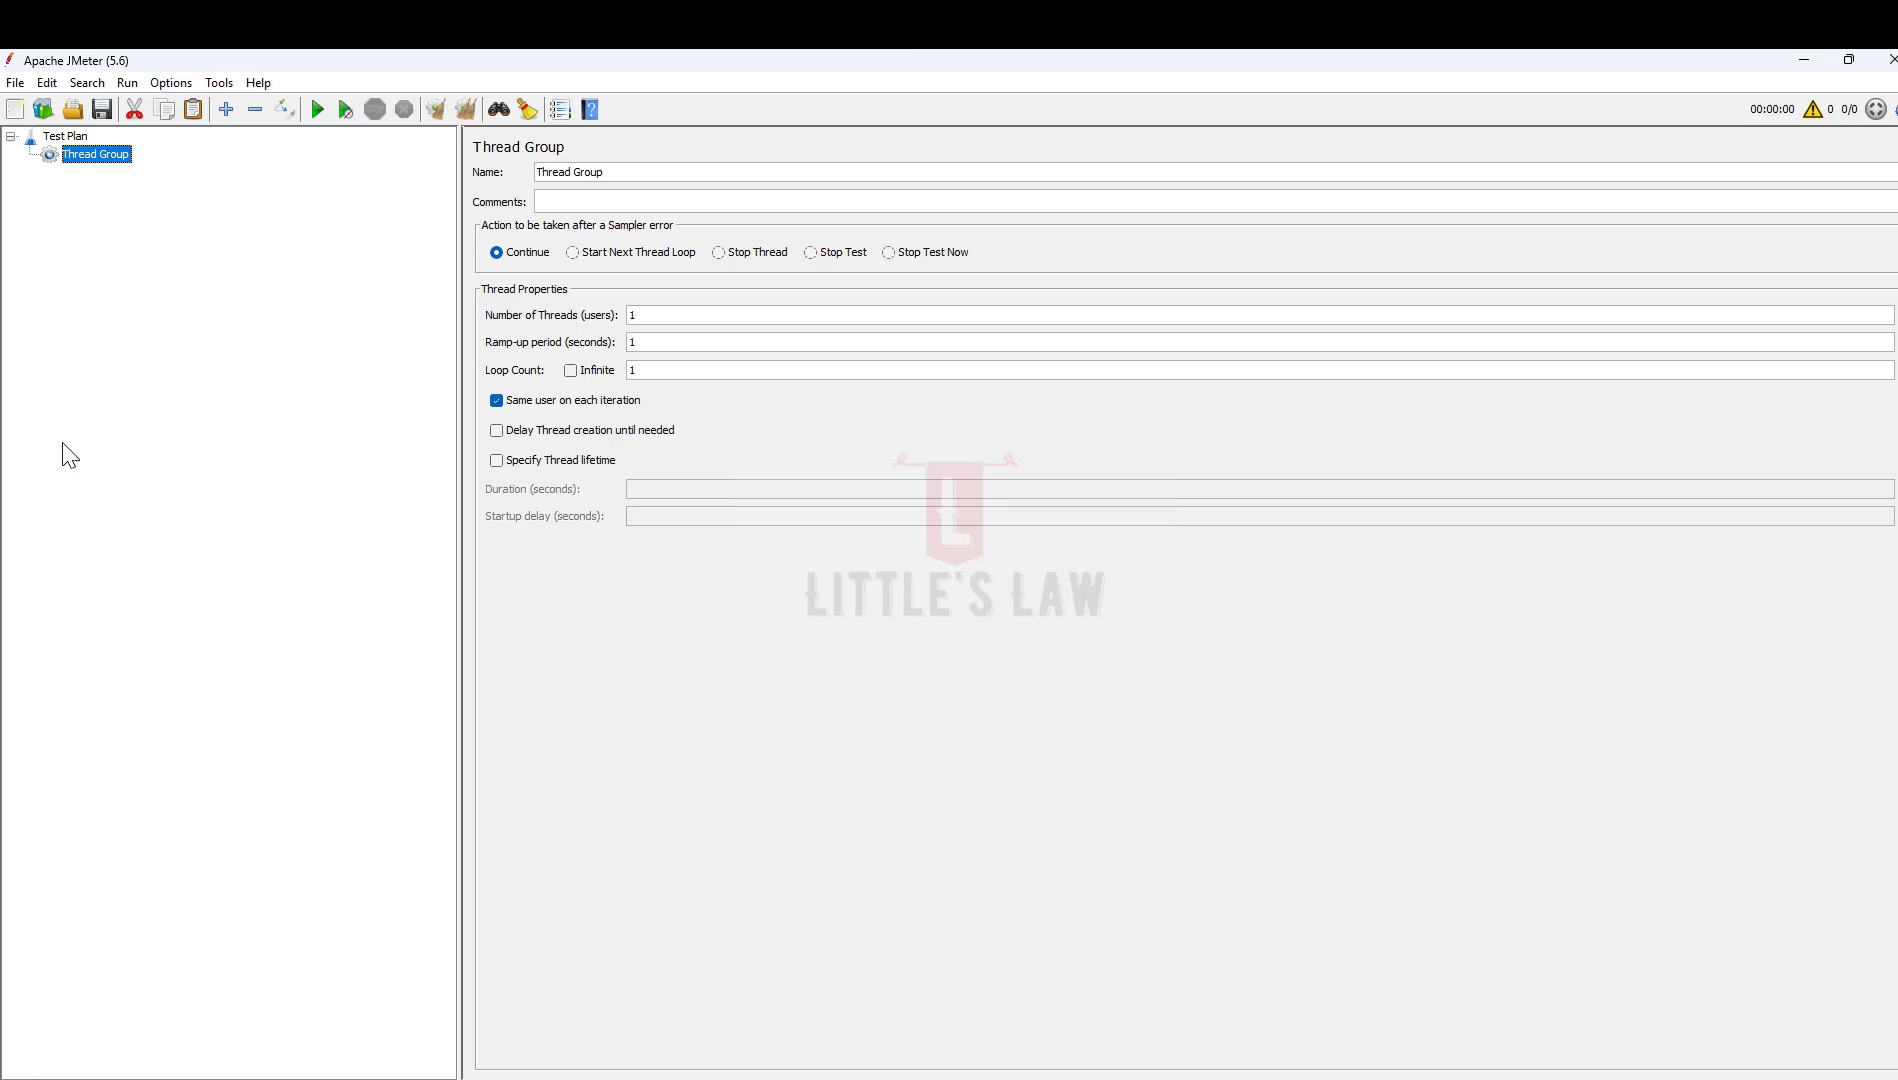 Apache JMeter (5.6)
File Edit Search Run Options Tools Help
00:00:00 0 0/0
Test Plan
Thread Group
Thread Group
Name: Thread Group
Comments:
Action to be taken after a Sampler error
Continue Start Next Thread Loop Stop Thread Stop Test Stop Test Now
Thread Properties
Number of Threads (users): 1
Ramp-up period (seconds): 1
Loop Count: Infinite 1
Same user on each iteration
Delay Thread creation until needed
Specify Thread lifetime
Duration (seconds):
Startup delay (seconds):
L
LITTLE'S LAW